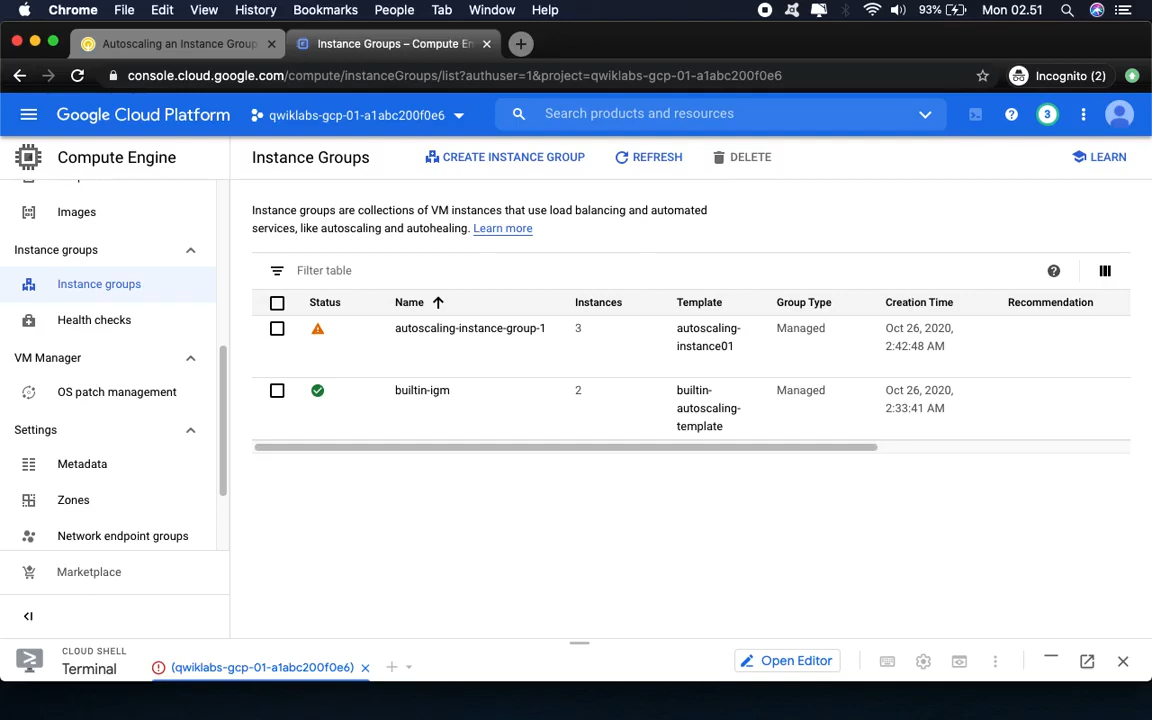 Chrome File Edit View History Bookmarks People Tab Window Help 93% Mon 02.51
Autoscaling an Instance Group
Instance Groups – Compute En
console.cloud.google.com/compute/instanceGroups/list?authuser=1&project=qwiklabs-gcp-01-a1abc200f0e6
Incognito (2)
Google Cloud Platform
qwiklabs-gcp-01-a1abc200f0e6
Search products and resources
3
Compute Engine
Instance Groups
CREATE INSTANCE GROUP
REFRESH
DELETE
LEARN
Images
Instance groups
Instance groups
Health checks
VM Manager
OS patch management
Settings
Metadata
Zones
Network endpoint groups
Marketplace
Instance groups are collections of VM instances that use load balancing and automated
services, like autoscaling and autohealing. Learn more
Filter table
Status Name Instances Template Group Type Creation Time Recommendation
autoscaling-instance-group-1 3 autoscaling- Managed Oct 26, 2020,
instance01 2:42:48 AM
builtin-igm 2 builtin- Managed Oct 26, 2020,
autoscaling- 2:33:41 AM
template
CLOUD SHELL
Terminal
(qwiklabs-gcp-01-a1abc200f0e6)
Open Editor